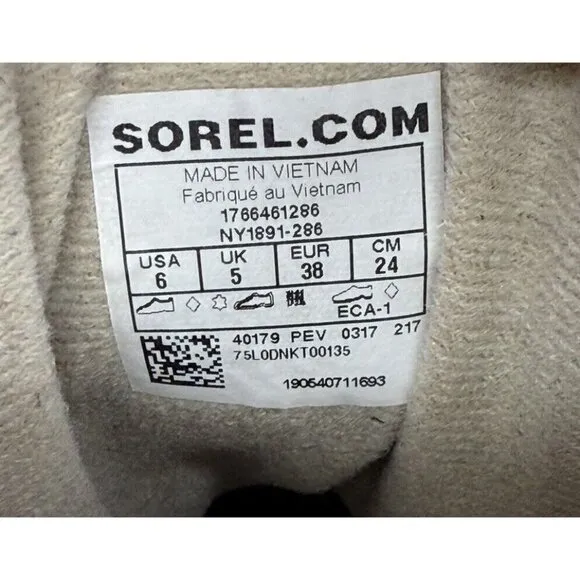 SOREL.COM
MADE IN VIETNAM
Fabriqué au Vietnam
1766461286
NY1891-286
USA UK EUR CM
6 5 38 24
ECA-1
40179 PEV 0317 217
75L0DNKT00135
190540711693